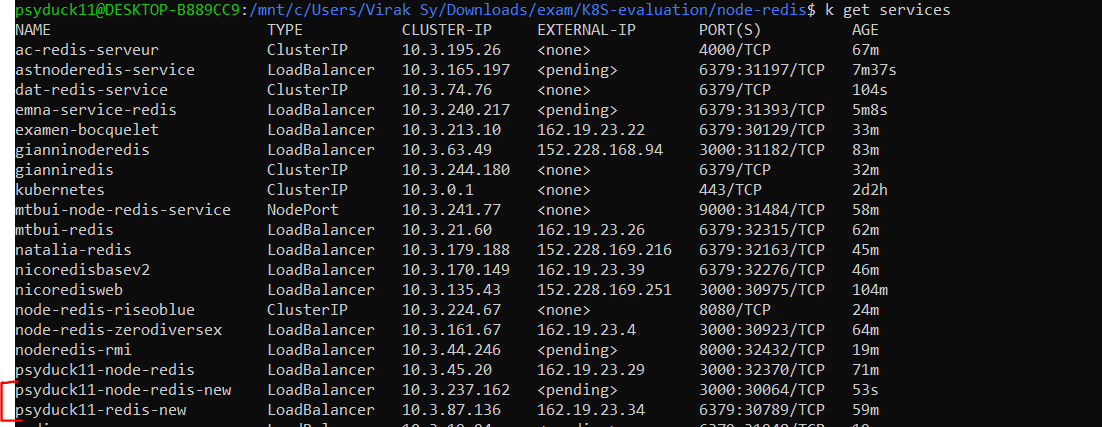 psyduck11@DESKTOP-B889CC9:/mnt/c/Users/Virak Sy/Downloads/exam/K8S-evaluation/node-redis$ k get services
NAME TYPE CLUSTER-IP EXTERNAL-IP PORT(S) AGE
ac-redis-serveur ClusterIP 10.3.195.26 <none> 4000/TCP 67m
astnoderedis-service LoadBalancer 10.3.165.197 <pending> 6379:31197/TCP 7m37s
dat-redis-service ClusterIP 10.3.74.76 <none> 6379/TCP 104s
emna-service-redis LoadBalancer 10.3.240.217 <pending> 6379:31393/TCP 5m8s
examen-bocquelet LoadBalancer 10.3.213.10 162.19.23.22 6379:30129/TCP 33m
gianninoderedis LoadBalancer 10.3.63.49 152.228.168.94 3000:31182/TCP 83m
gianniredis ClusterIP 10.3.244.180 <none> 6379/TCP 32m
kubernetes ClusterIP 10.3.0.1 <none> 443/TCP 2d2h
mtbui-node-redis-service NodePort 10.3.241.77 <none> 9000:31484/TCP 58m
mtbui-redis LoadBalancer 10.3.21.60 162.19.23.26 6379:32315/TCP 62m
natalia-redis LoadBalancer 10.3.179.188 152.228.169.216 6379:32163/TCP 45m
nicoredisbasev2 LoadBalancer 10.3.170.149 162.19.23.39 6379:32276/TCP 46m
nicoredisweb LoadBalancer 10.3.135.43 152.228.169.251 3000:30975/TCP 104m
node-redis-riseoblue ClusterIP 10.3.224.67 <none> 8080/TCP 24m
node-redis-zerodiversex LoadBalancer 10.3.161.67 162.19.23.4 3000:30923/TCP 64m
noderedis-rmi LoadBalancer 10.3.44.246 <pending> 8000:32432/TCP 19m
psyduck11-node-redis LoadBalancer 10.3.45.20 162.19.23.29 3000:32370/TCP 71m
psyduck11-node-redis-new LoadBalancer 10.3.237.162 <pending> 3000:30064/TCP 53s
psyduck11-redis-new LoadBalancer 10.3.87.136 162.19.23.34 6379:30789/TCP 59m